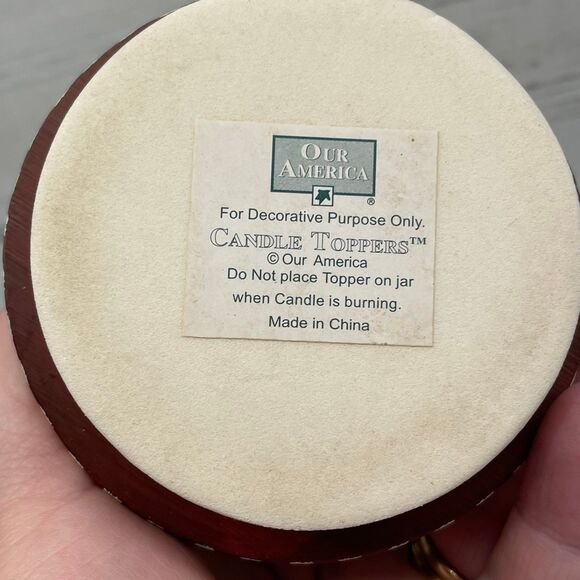 OUR
AMERICA
®
For Decorative Purpose Only.
CANDLE TOPPERS™
© Our America
Do Not place Topper on jar
when Candle is burning.
Made in China